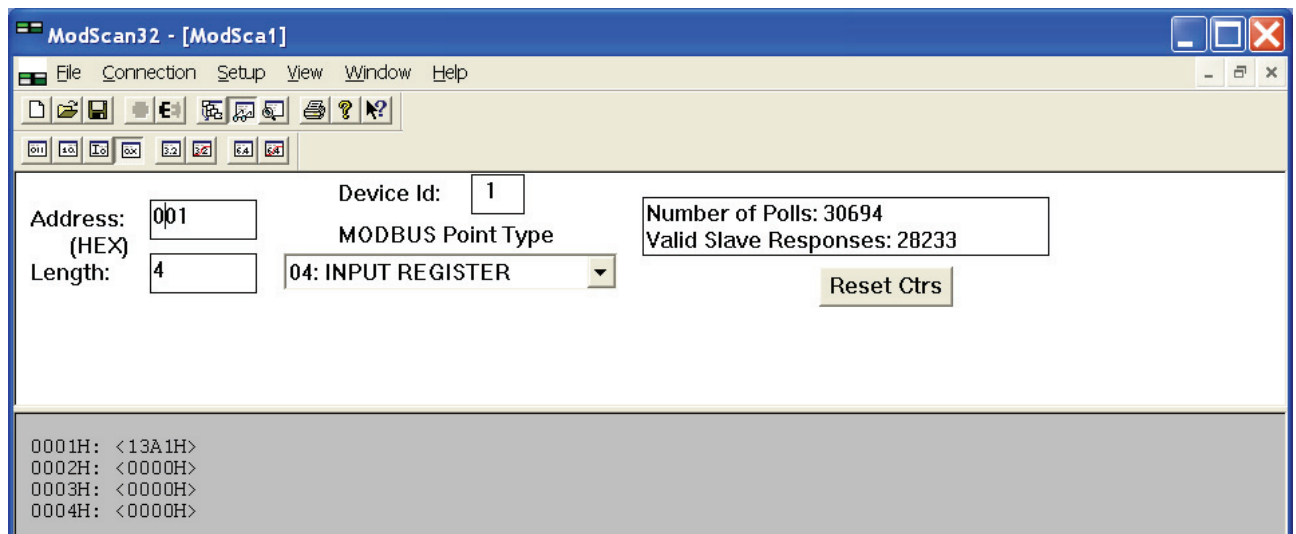 ModScan32 - [ModSca1]
File Connection Setup View Window Help
Address: 001
(HEX)
Length: 4
Device Id: 1
MODBUS Point Type
04: INPUT REGISTER
Number of Polls: 30694
Valid Slave Responses: 28233
Reset Ctrs
0001H: <13A1H>
0002H: <0000H>
0003H: <0000H>
0004H: <0000H>